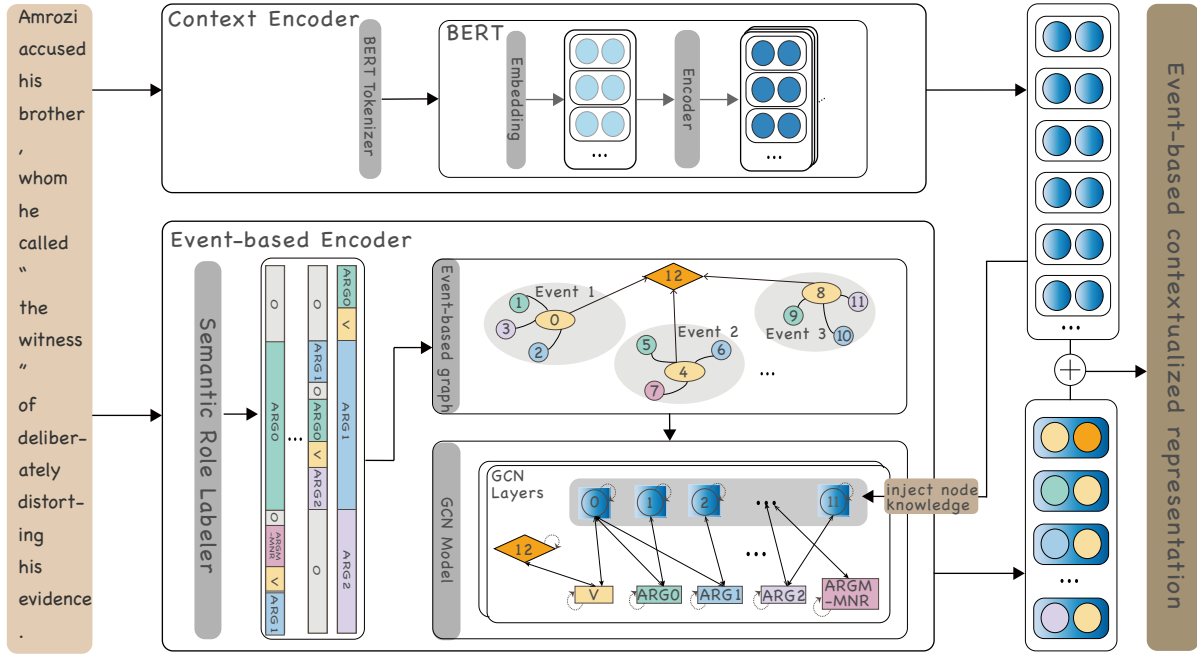 Amrozi
accused
his
brother
,
whom
he
called
“
the
witness
”
of
deliber-
ately
distort-
ing
his
evidence
.
Context Encoder
BERT Tokenizer
BERT
Embedding
...
Encoder
...
Event-based Encoder
Semantic Role Labeler
O
ARG0
O
ARGM
-MNR
V
ARG1
...
O
ARG1
O
ARG0
V
ARG2
O
ARG0
V
ARG1
ARG2
Event-based graph
12
Event 1
1
0
3
2
Event 2
5
6
4
7
Event 3
8
11
9
10
...
GCN Model
GCN
Layers
0
1
2
...
11
12
...
V
ARG0
ARG1
ARG2
ARGM
-MNR
inject node
knowledge
...
+
...
Event-based contextualized representation